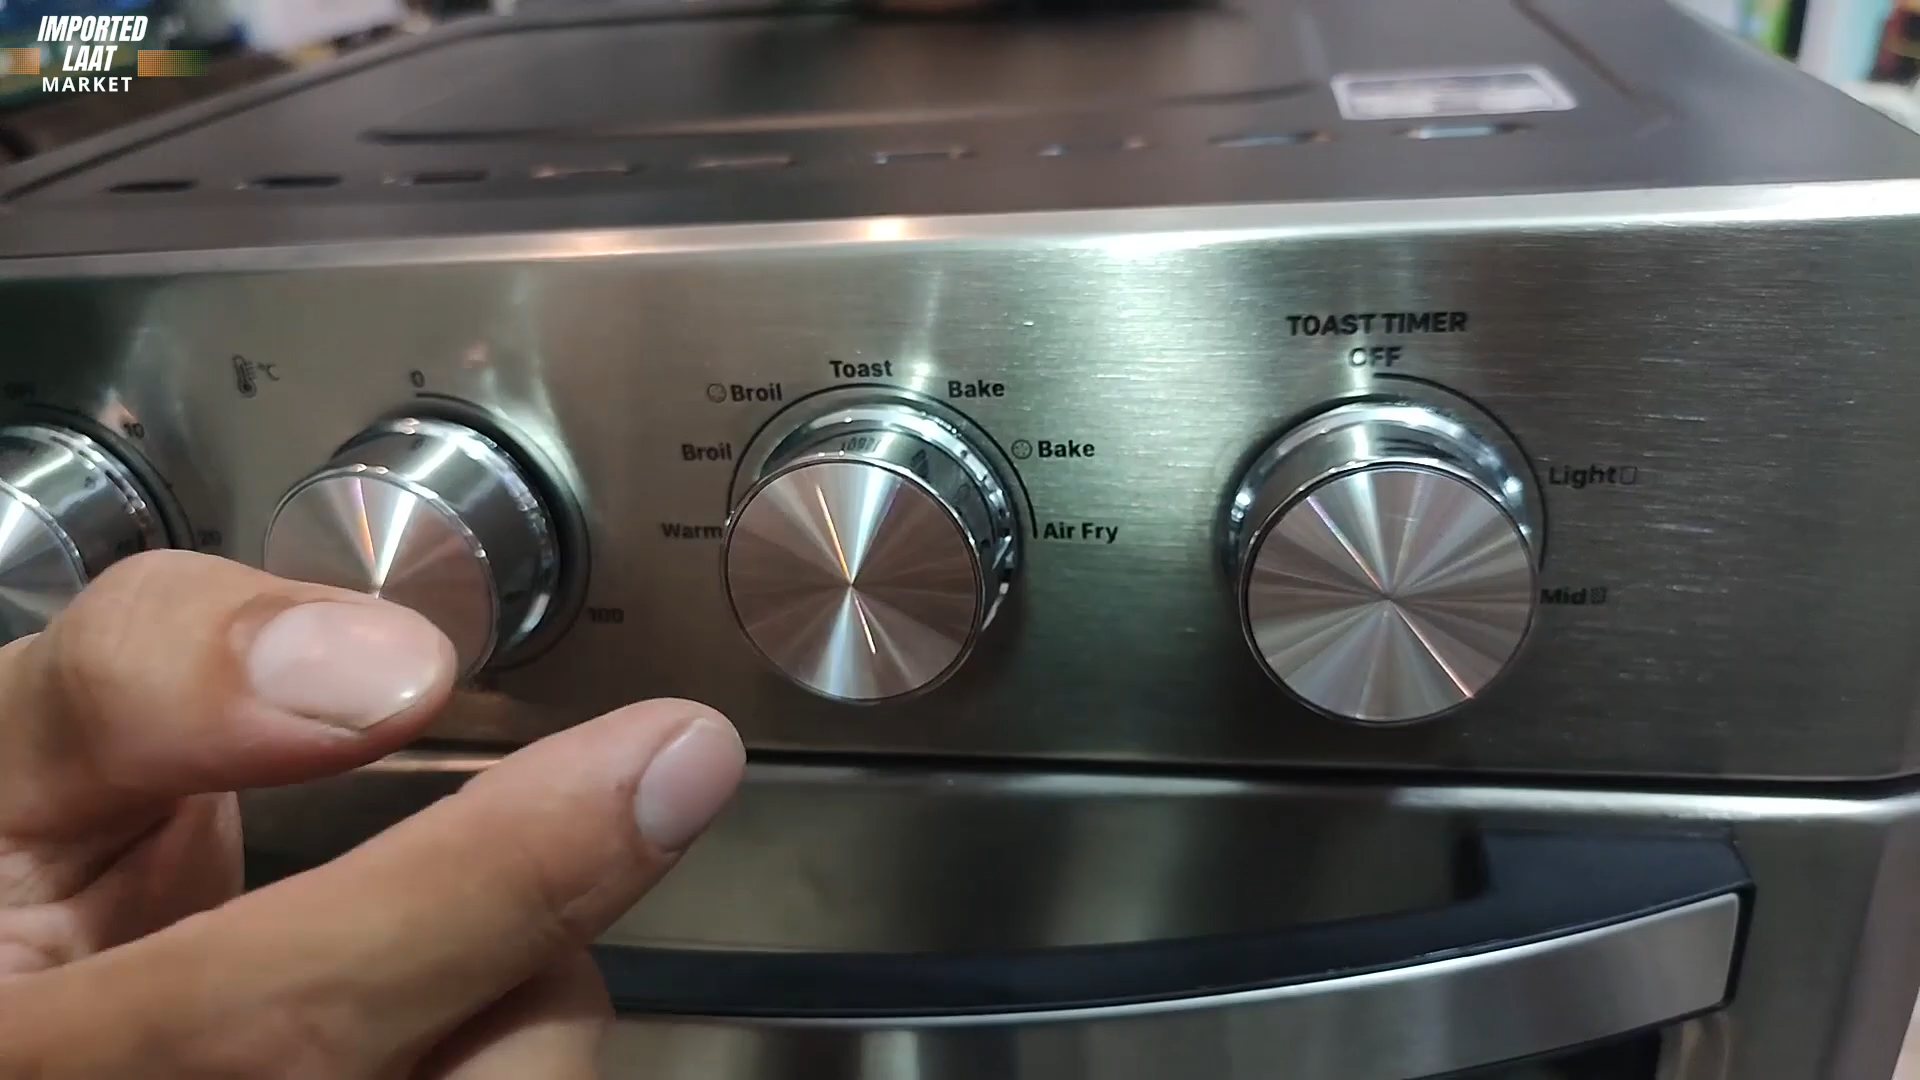 IMPORTED
LAAT
MARKET
TOAST TIMER
OFF
Light
Mid
Toast
Broil
Bake
Broil
Bake
Warm
Air Fry
°C
0
100
10
20